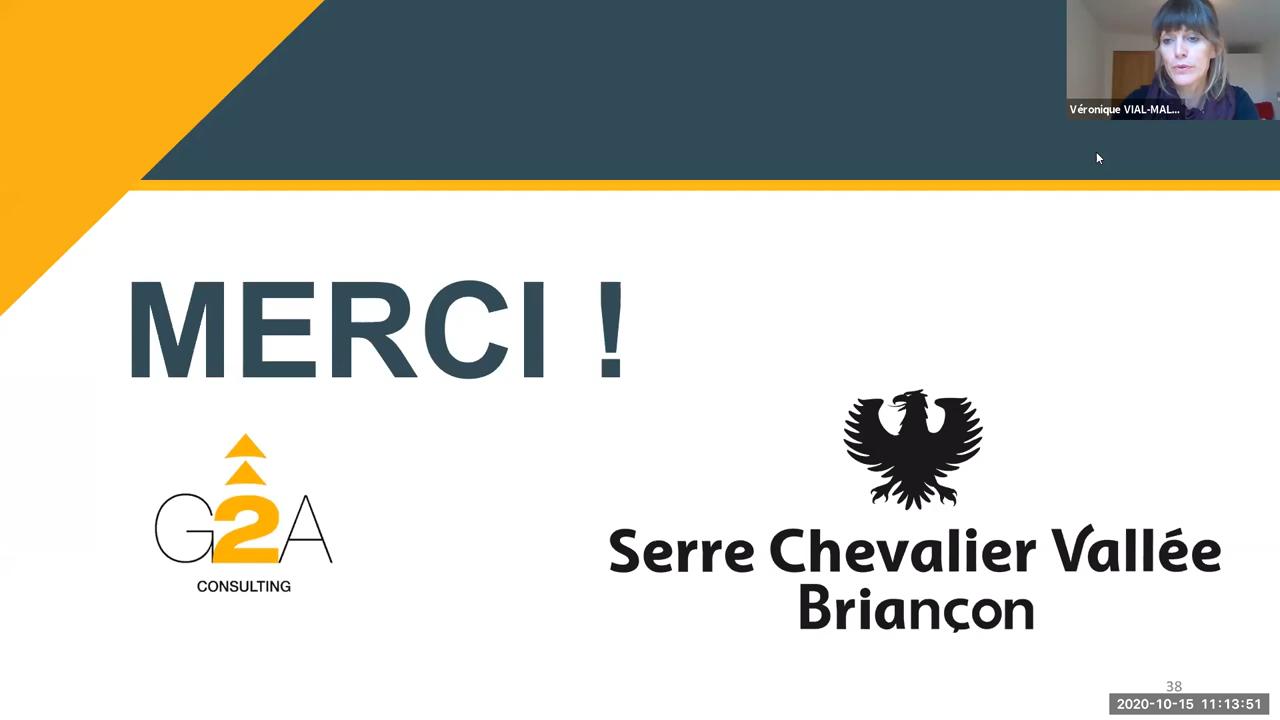 Véronique VIAL-MAL...
MERCI !
G2A
CONSULTING
Serre Chevalier Vallée
Briançon
38
2020-10-15 11:13:51